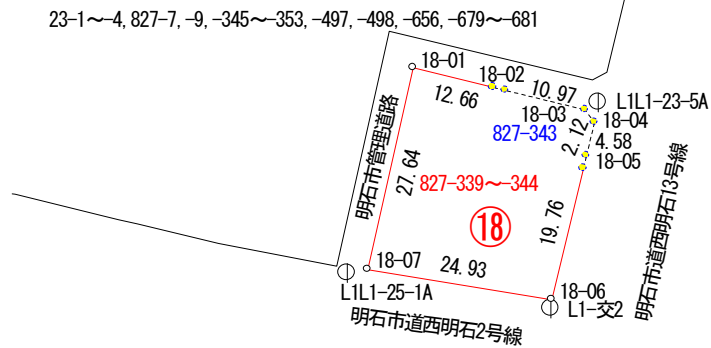 23-1～-4, 827-7, -9, -345～-353, -497, -498, -656, -679～-681
18-01
18-02
10.97
12.66
18-03
L1L1-23-5A
18-04
2.12
827-343
4.58
18-05
明石市管理道路
27.64
827-339～-344
19.76
⑱
明石市道西明石13号線
18-07
24.93
L1L1-25-1A
18-06
L1-交2
明石市道西明石2号線